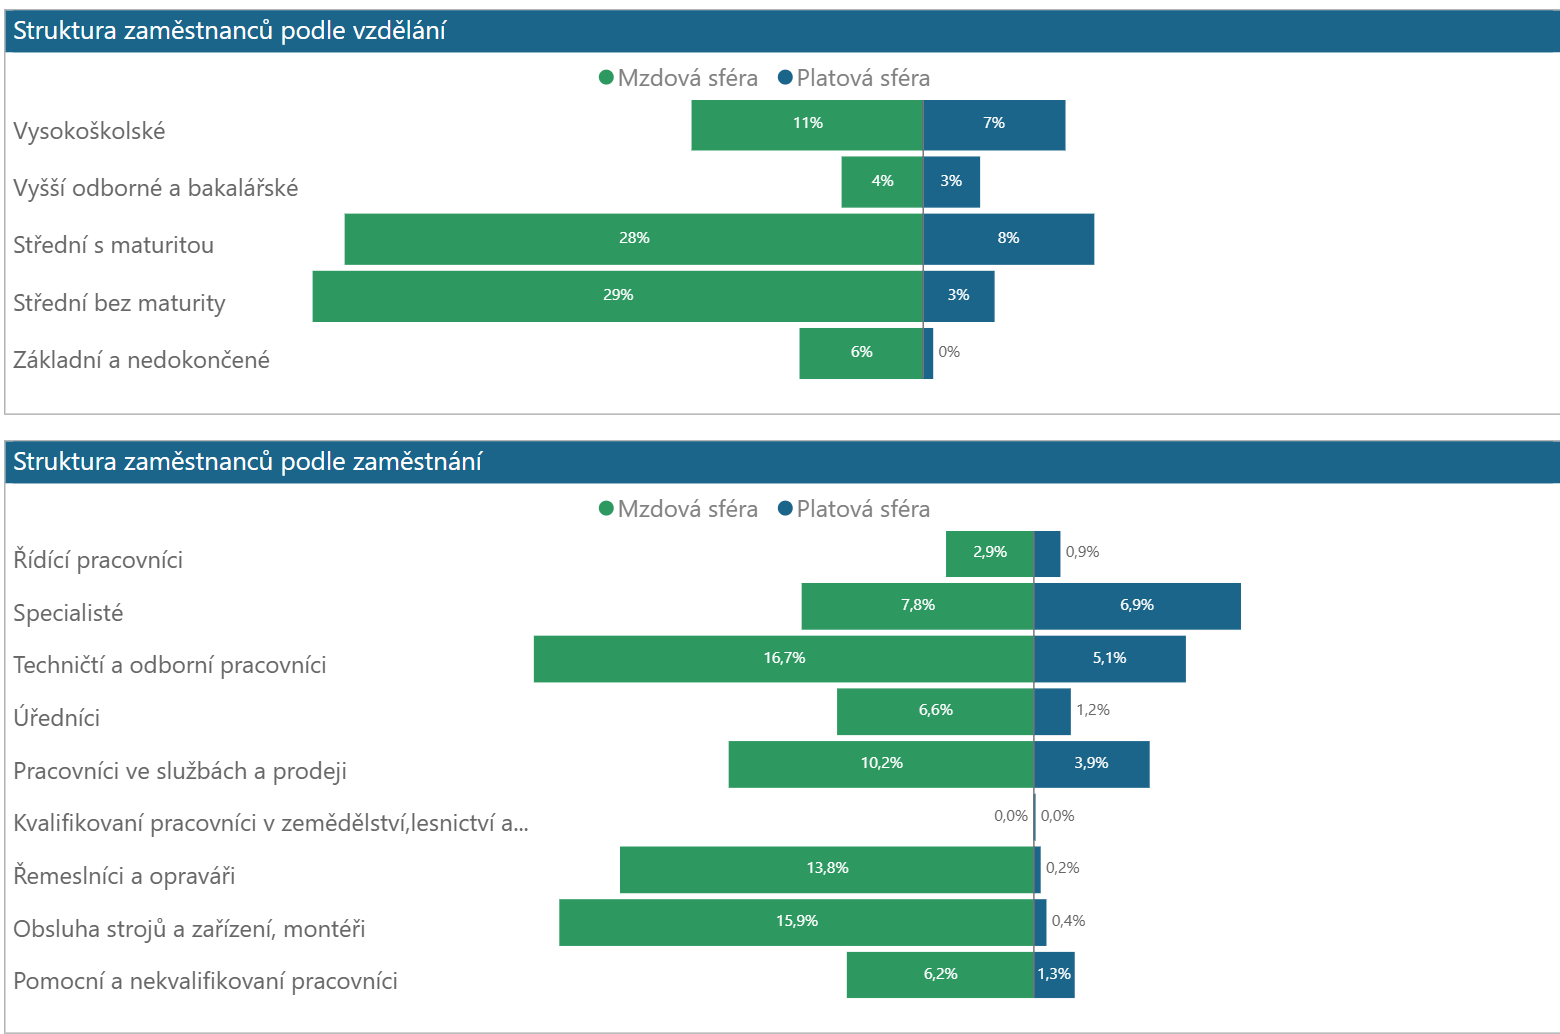 Struktura zaměstnanců podle vzdělání
Mzdová sféra Platová sféra
Vysokoškolské 11% 7%
Vyšší odborné a bakalářské 4% 3%
Střední s maturitou 28% 8%
Střední bez maturity 29% 3%
Základní a nedokončené 6% 0%
Struktura zaměstnanců podle zaměstnání
Mzdová sféra Platová sféra
Řídící pracovníci 2,9% 0,9%
Specialisté 7,8% 6,9%
Techničtí a odborní pracovníci 16,7% 5,1%
Úředníci 6,6% 1,2%
Pracovníci ve službách a prodeji 10,2% 3,9%
Kvalifikovaní pracovníci v zemědělství,lesnictví a... 0,0% 0,0%
Řemeslníci a opraváři 13,8% 0,2%
Obsluha strojů a zařízení, montéři 15,9% 0,4%
Pomocní a nekvalifikovaní pracovníci 6,2% 1,3%